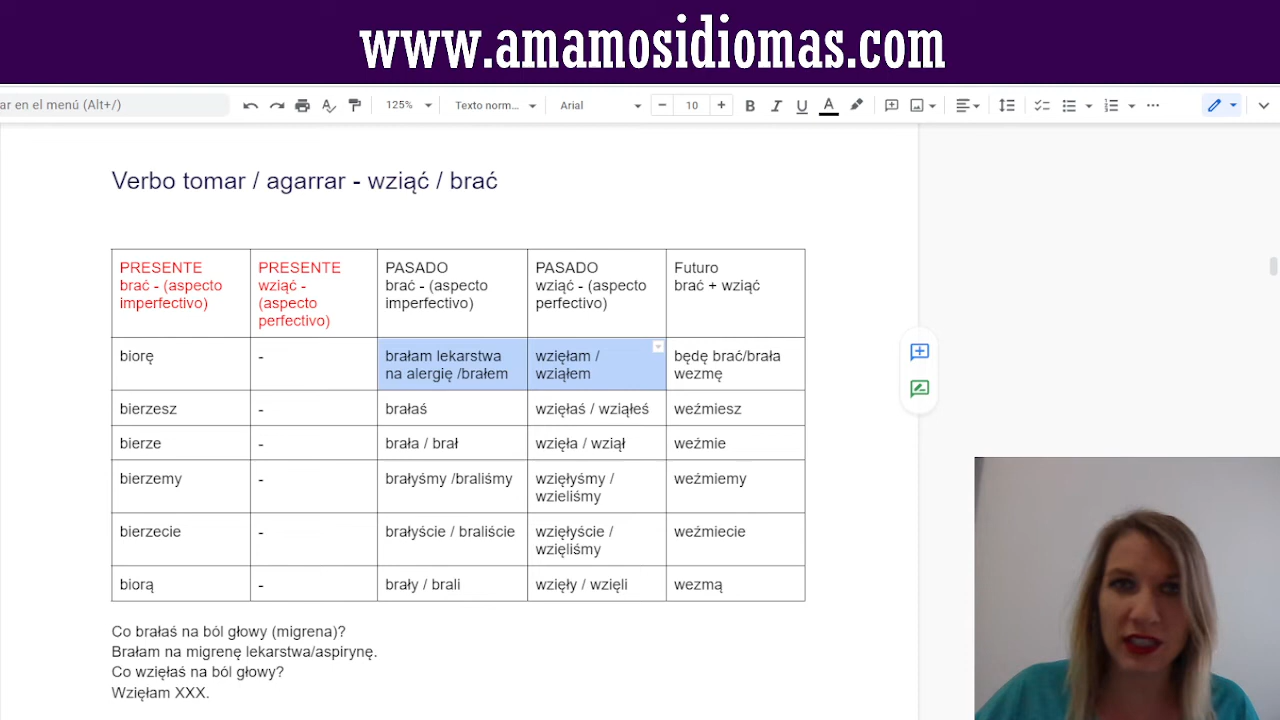 www.amamosidiomas.com
ar en el menú (Alt+/)
125%
Texto norm...
Arial
10
Verbo tomar / agarrar - wziąć / brać
PRESENTE
brać - (aspecto
imperfectivo)
PRESENTE
wziąć -
(aspecto
perfectivo)
PASADO
brać - (aspecto
imperfectivo)
PASADO
wziąć - (aspecto
perfectivo)
Futuro
brać + wziąć
biorę
-
brałam lekarstwa
na alergię /brałem
wzięłam /
wziąłem
będę brać/brała
wezmę
bierzesz
-
brałaś
wzięłaś / wziąłeś
weźmiesz
bierze
-
brała / brał
wzięła / wziął
weźmie
bierzemy
-
brałyśmy /braliśmy
wzięłyśmy /
wzieliśmy
weźmiemy
bierzecie
-
brałyście / braliście
wzięłyście /
wzięliśmy
weźmiecie
biorą
-
brały / brali
wzięły / wzięli
wezmą
Co brałaś na ból głowy (migrena)?
Brałam na migrenę lekarstwa/aspirynę.
Co wzięłaś na ból głowy?
Wzięłam XXX.